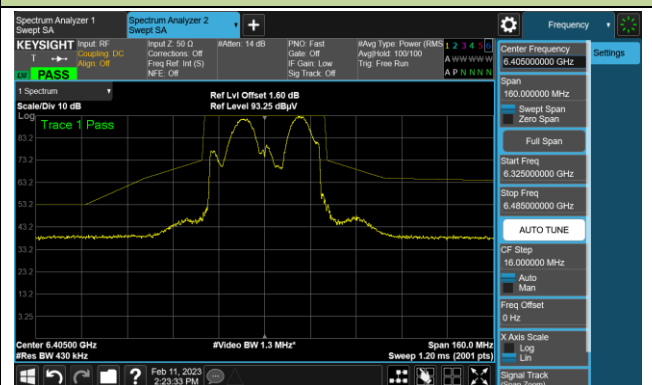 Spectrum Analyzer 1
Swept SA
Spectrum Analyzer 2
Swept SA
Frequency
KEYSIGHT
Input: RF
Coupling: DC
Align: Off
Input Z: 50 Ω
Corrections: Off
Freq Ref: Int (S)
NFE: Off
#Atten: 14 dB
PNO: Fast
Gate: Off
IF Gain: Low
Sig Track: Off
#Avg Type: Power (RMS
Avg|Hold: 100/100
Trig: Free Run
1 2 3 4 5 6
A W W W W W
A P N N N N
T
LXI PASS
1 Spectrum
Scale/Div 10 dB
Ref Lvl Offset 1.60 dB
Ref Level 93.25 dBµV
Log
Trace 1 Pass
83.2
73.2
63.2
53.2
43.2
33.2
23.2
13.2
3.25
Center 6.40500 GHz
#Res BW 430 kHz
#Video BW 1.3 MHz*
Span 160.0 MHz
Sweep 1.20 ms (2001 pts)
Feb 11, 2023
2:23:33 PM
Center Frequency
6.405000000 GHz
Settings
Span
160.000000 MHz
Swept Span
Zero Span
Full Span
Start Freq
6.325000000 GHz
Stop Freq
6.485000000 GHz
AUTO TUNE
CF Step
16.000000 MHz
Auto
Man
Freq Offset
0 Hz
X Axis Scale
Log
Lin
Signal Track
(Span Zoom)